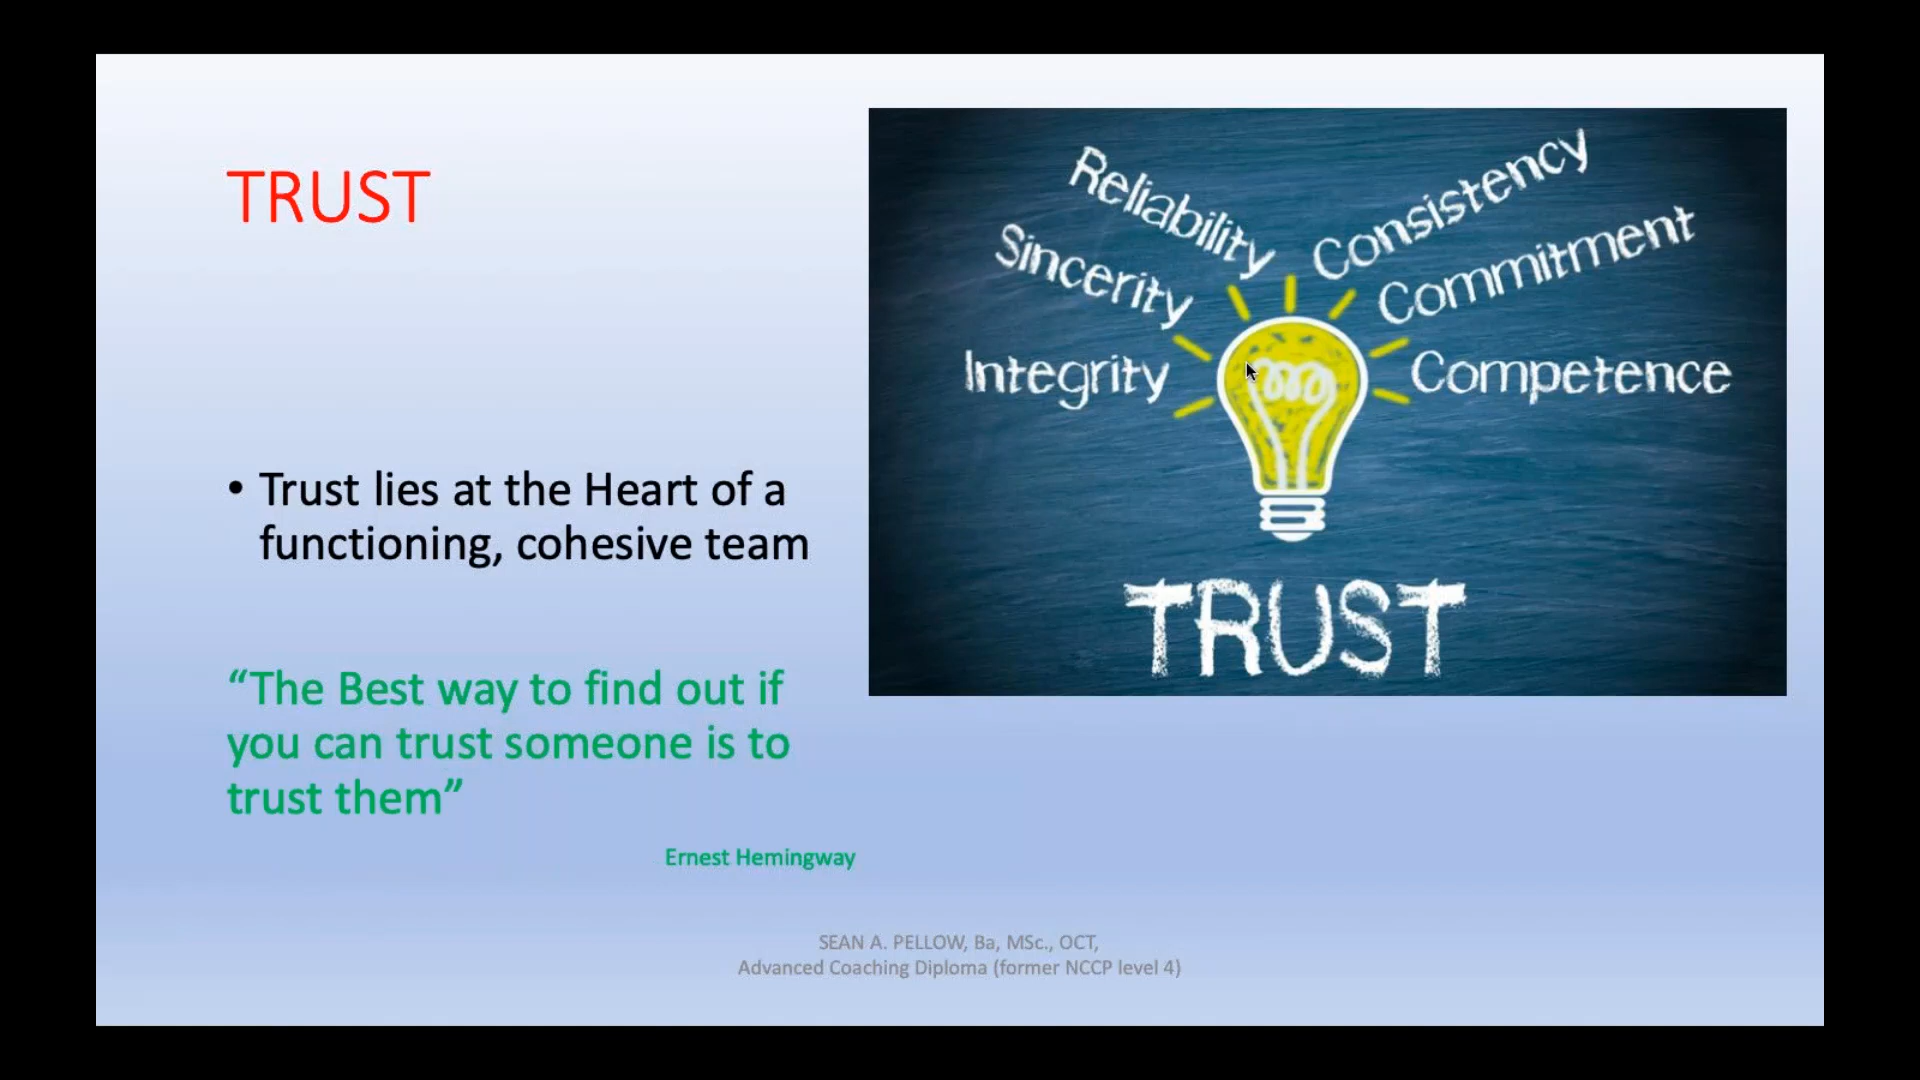 TRUST
• Trust lies at the Heart of a
functioning, cohesive team
“The Best way to find out if
you can trust someone is to
trust them”
Ernest Hemingway
Reliability
Sincerity
Integrity
Consistency
Commitment
Competence
TRUST
SEAN A. PELLOW, Ba, MSc., OCT,
Advanced Coaching Diploma (former NCCP level 4)